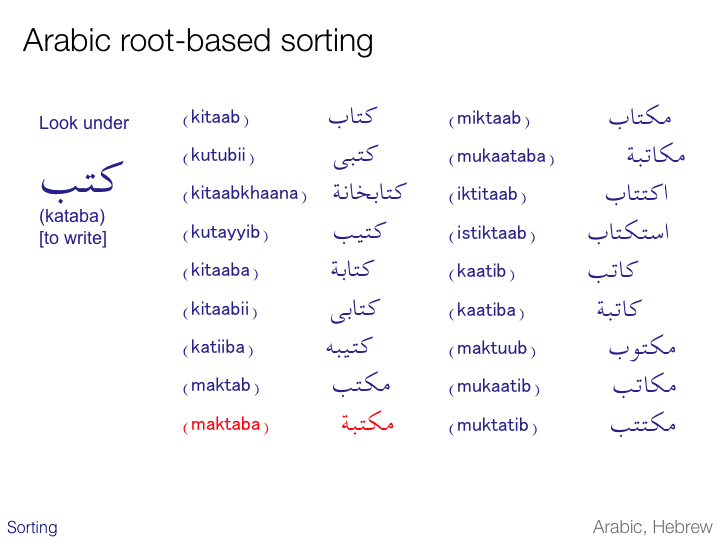 Arabic root-based sorting
Look under
كتب
(kataba)
[to write]
(kitaab) كتاب
(kutubii) كتبى
(kitaabkhaana) كتابخانة
(kutayyib) كتيب
(kitaaba) كتابة
(kitaabii) كتابى
(katiiba) كتيبه
(maktab) مكتب
(maktaba) مكتبة
(miktaab) مكتاب
(mukaataba) مكاتبة
(iktitaab) اكتتاب
(istiktaab) استكتاب
(kaatib) كاتب
(kaatiba) كاتبة
(maktuub) مكتوب
(mukaatib) مكاتب
(muktatib) مكتتب
Sorting
Arabic, Hebrew